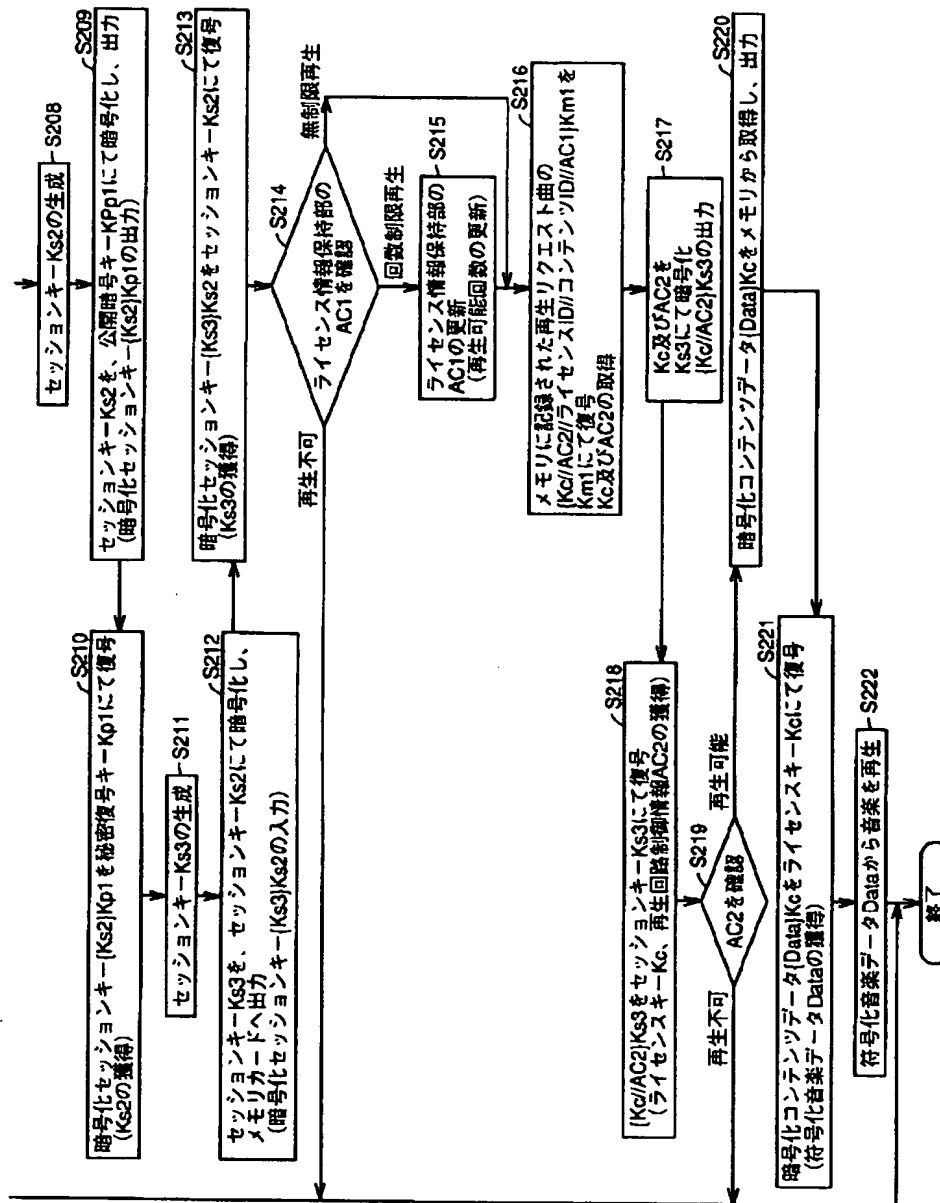 セッションキーKs2の生成
S208
S209
セッションキーKs2を、公開暗号キーKPp1にて暗号化し、出力
(暗号化セッションキー{Ks2}Kp1の出力)
S210
暗号化セッションキー{Ks2}Kp1を秘密復号キーKp1にて復号
(Ks2の獲得)
セッションキーKs3の生成
S211
S212
セッションキーKs3を、セッションキーKs2にて暗号化し、
メモリカードへ出力
(暗号化セッションキー{Ks3}Ks2の入力)
S213
暗号化セッションキー{Ks3}Ks2をセッションキーKs2にて復号
(Ks3の獲得)
S214
ライセンス情報保持部の
AC1を確認
再生不可
無制限再生
回数制限再生
S215
ライセンス情報保持部の
AC1の更新
(再生可能回数の更新)
S216
メモリに記録された再生リクエスト曲の
{Kc//AC2//ライセンスID//コンテンツID//AC1}Km1を
Km1にて復号
Kc及びAC2の取得
S217
Kc及びAC2を
Ks3にて暗号化
{Kc//AC2}Ks3の出力
S218
{Kc//AC2}Ks3をセッションキーKs3にて復号
(ライセンスキーKc、再生回路制御情報AC2の獲得)
S219
AC2を確認
再生不可
再生可能
S220
暗号化コンテンツデータ{Data}Kcをメモリから取得し、出力
S221
暗号化コンテンツデータ{Data}KcをライセンスキーKcにて復号
(符号化音楽データDataの獲得)
S222
符号化音楽データDataから音楽を再生
終了